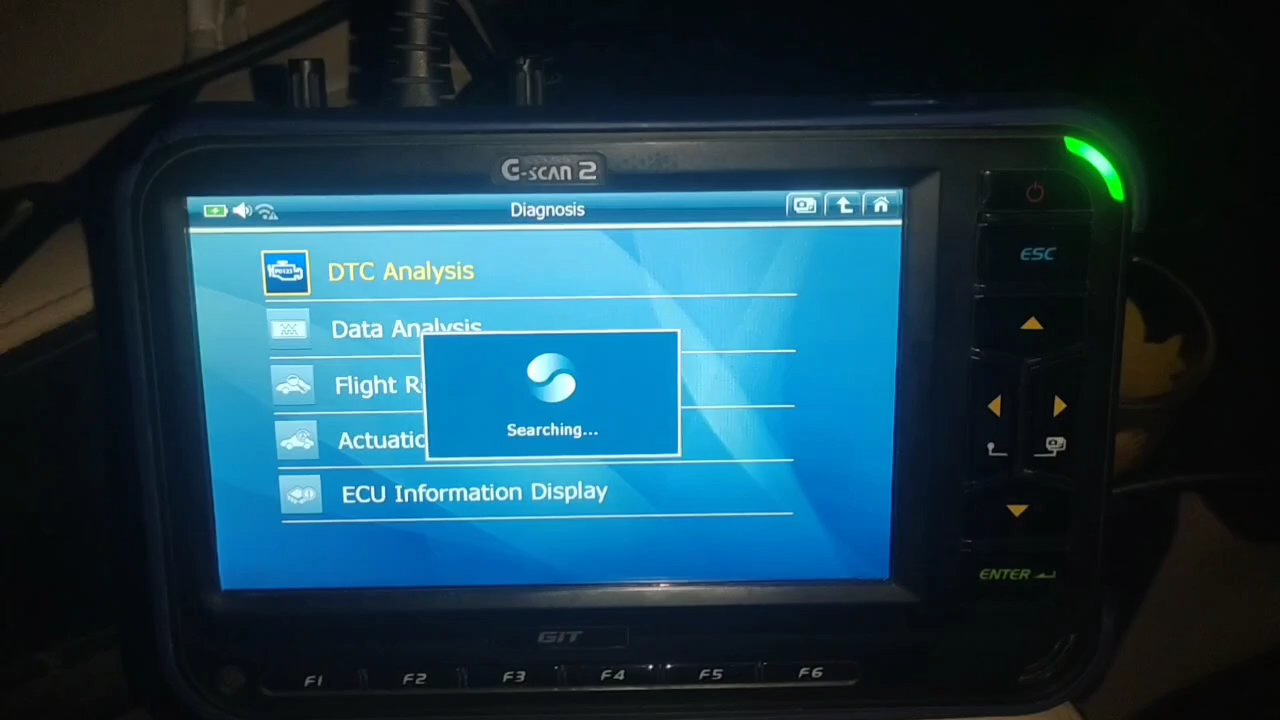 G-SCAN 2
Diagnosis
DTC Analysis
Data Analysis
Flight R
Actuatio
Searching...
ECU Information Display
ESC
ENTER
GIT
F1 F2 F3 F4 F5 F6